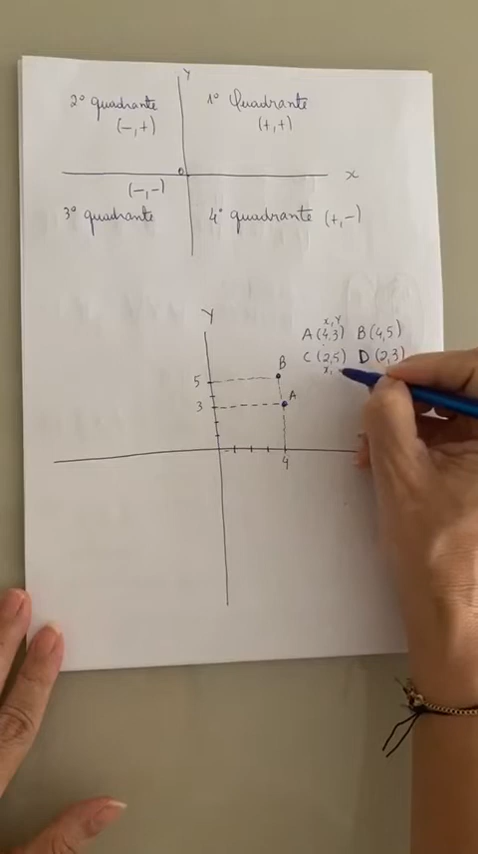 Y
2º quadrante 1º Quadrante
(-,+) (+,+)
0 x
(-,-)
3º quadrante 4º quadrante (+,-)
Y
x, Y
A (4,3) B (4,5)
C (2,5) D (2,3)
x,
B
5
A
3
4